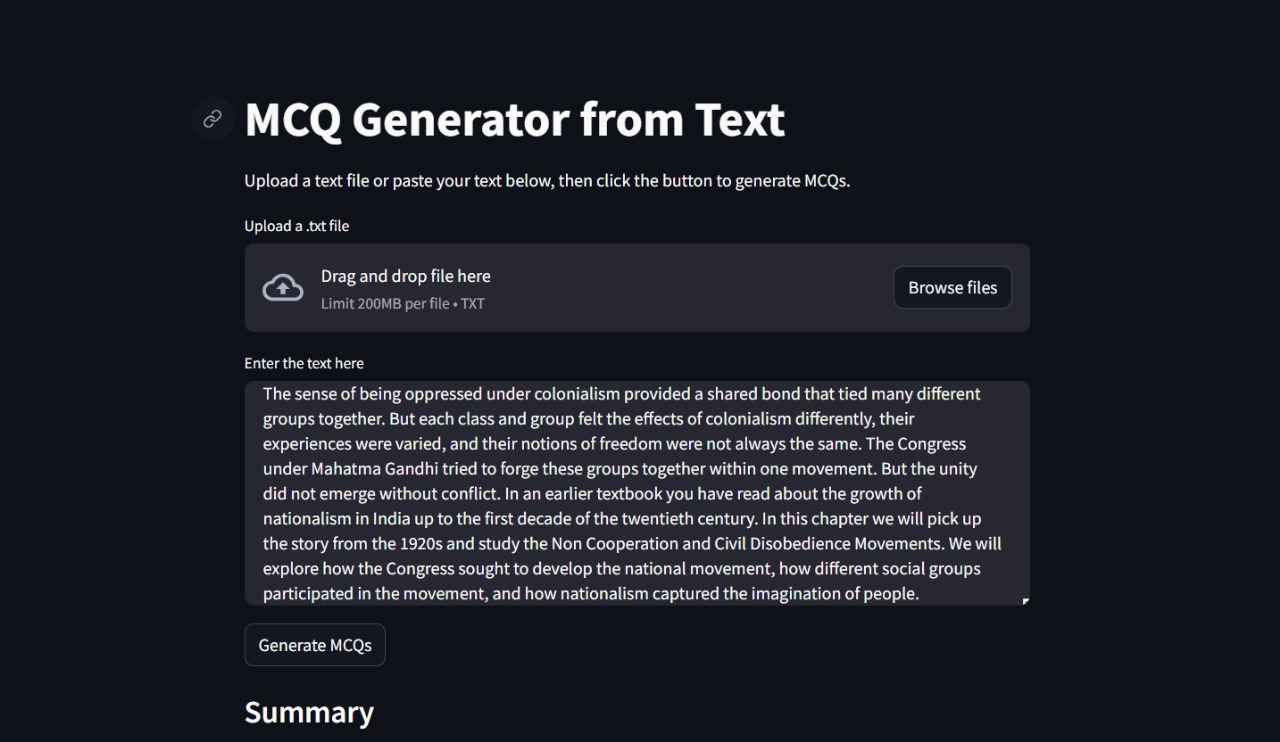 MCQ Generator from Text
Upload a text file or paste your text below, then click the button to generate MCQs.
Upload a .txt file
Drag and drop file here
Limit 200MB per file • TXT
Browse files
Enter the text here
The sense of being oppressed under colonialism provided a shared bond that tied many different
groups together. But each class and group felt the effects of colonialism differently, their
experiences were varied, and their notions of freedom were not always the same. The Congress
under Mahatma Gandhi tried to forge these groups together within one movement. But the unity
did not emerge without conflict. In an earlier textbook you have read about the growth of
nationalism in India up to the first decade of the twentieth century. In this chapter we will pick up
the story from the 1920s and study the Non Cooperation and Civil Disobedience Movements. We will
explore how the Congress sought to develop the national movement, how different social groups
participated in the movement, and how nationalism captured the imagination of people.
Generate MCQs
Summary